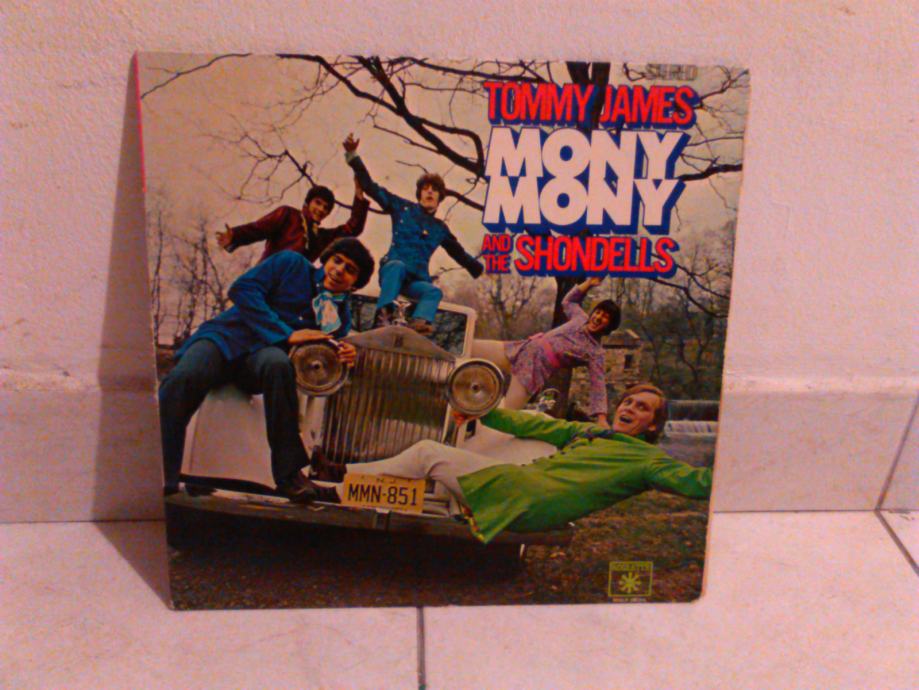 STEREO
TOMMY JAMES
MONY
MONY
AND THE SHONDELLS
N.J.
MMN-851
ROULETTE